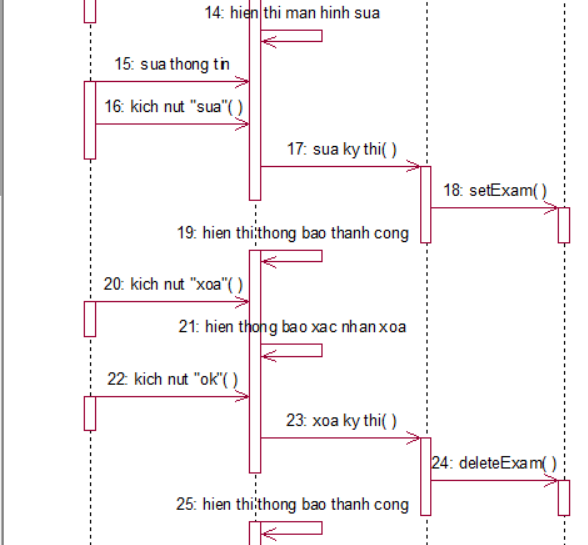 14: hien thi man hinh sua
15: sua thong tin
16: kich nut "sua"( )
17: sua ky thi( )
18: setExam( )
19: hien thi thong bao thanh cong
20: kich nut "xoa"( )
21: hien thong bao xac nhan xoa
22: kich nut "ok"( )
23: xoa ky thi( )
24: deleteExam( )
25: hien thi thong bao thanh cong